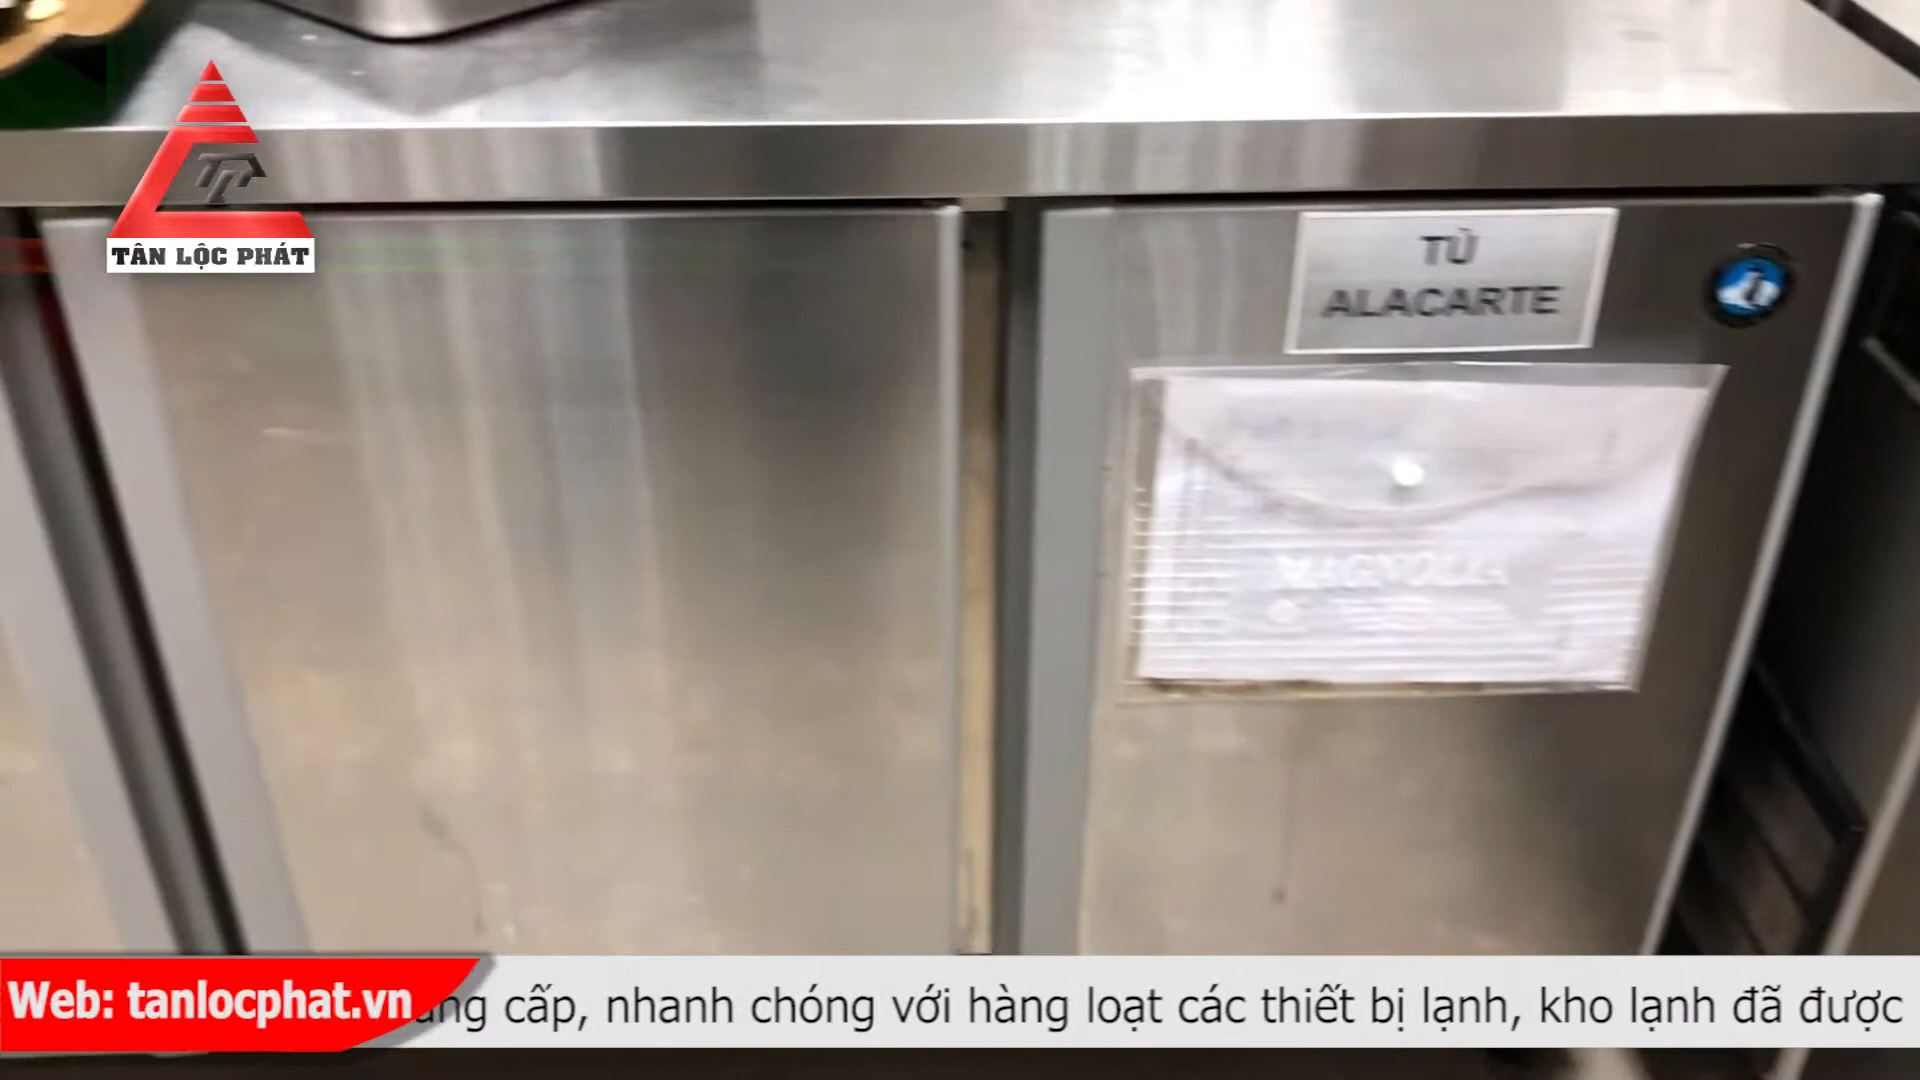 TÂN LỘC PHÁT
TỦ
ALACARTE
MAGNOLIA
Web: tanlocphat.vn
cấp, nhanh chóng với hàng loạt các thiết bị lạnh, kho lạnh đã được